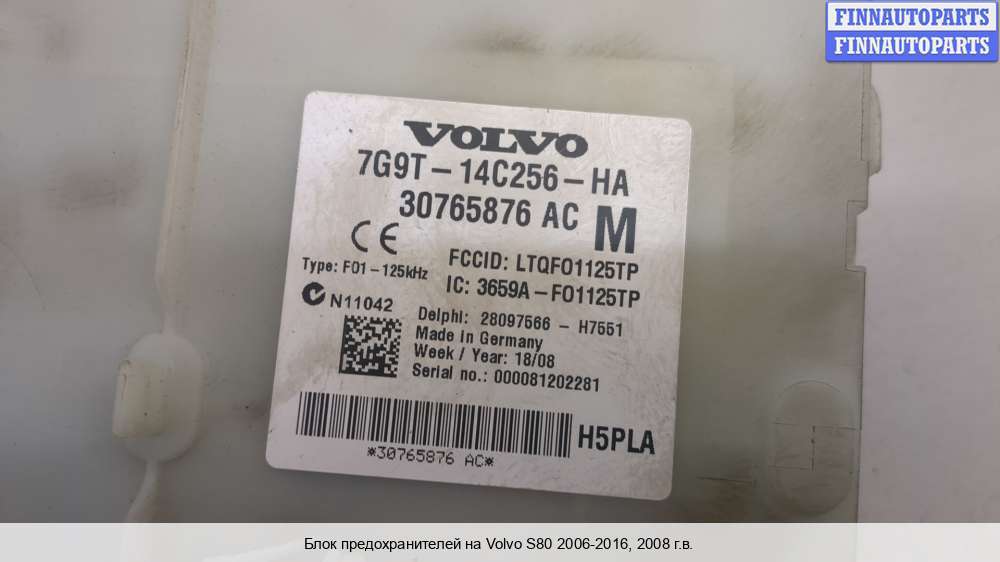 FINNAUTOPARTS
FINNAUTOPARTS
VOLVO
7G9T-14C256-HA
30765876 AC M
CE
FCCID: LTQFO1125TP
Type: F01-125kHz
IC: 3659A-FO1125TP
N11042
Delphi: 28097566 - H7551
Made in Germany
Week / Year: 18/08
Serial no.: 000081202281
H5PLA
*30765876 AC*
Блок предохранителей на Volvo S80 2006-2016, 2008 г.в.